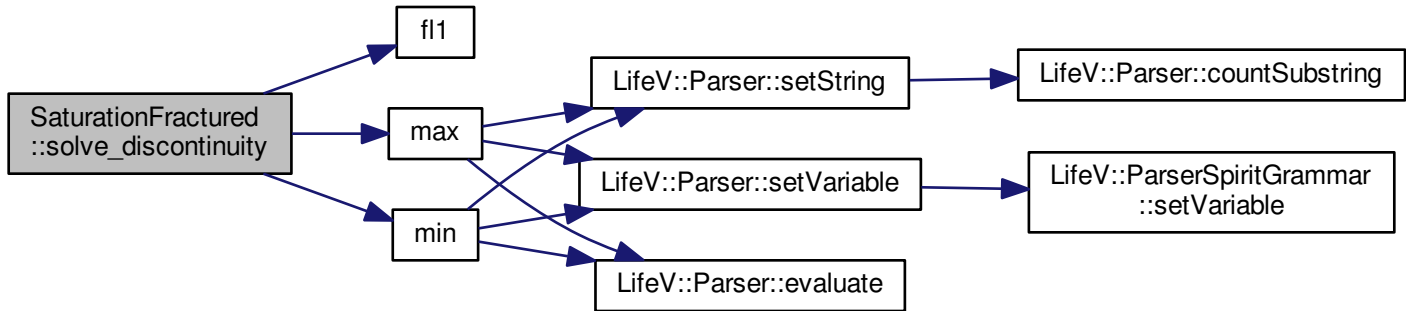 SaturationFractured
::solve_discontinuity
fl1
max
min
LifeV::Parser::setString
LifeV::Parser::setVariable
LifeV::Parser::evaluate
LifeV::Parser::countSubstring
LifeV::ParserSpiritGrammar
::setVariable